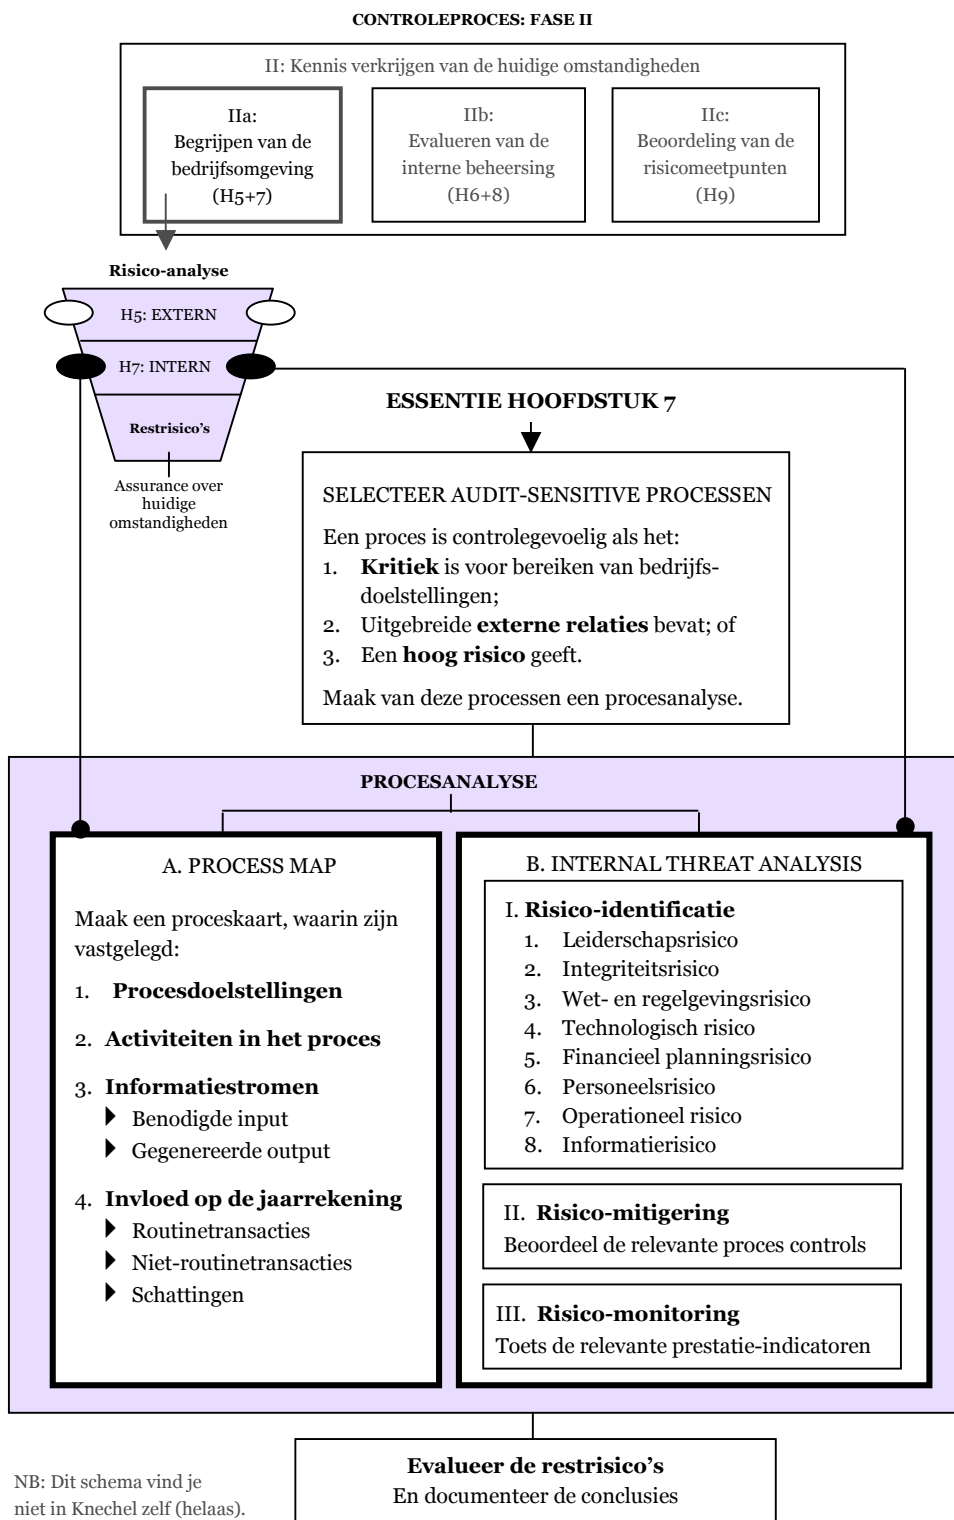 CONTROLEPROCES: FASE II
II: Kennis verkrijgen van de huidige omstandigheden
IIa:
Begrijpen van de
bedrijfsomgeving
(H5+7)
IIb:
Evalueren van de
interne beheersing
(H6+8)
IIc:
Beoordeling van de
risicomeetpunten
(H9)
Risico-analyse
H5: EXTERN
H7: INTERN
Restrisico's
Assurance over
huidige
omstandigheden
ESSENTIE HOOFDSTUK 7
SELECTEER AUDIT-SENSITIVE PROCESSEN
Een proces is controlegevoelig als het:
1. Kritiek is voor bereiken van bedrijfs-
doelstellingen;
2. Uitgebreide externe relaties bevat; of
3. Een hoog risico geeft.
Maak van deze processen een procesanalyse.
PROCESANALYSE
A. PROCESS MAP
Maak een proceskaart, waarin zijn
vastgelegd:
1. Procesdoelstellingen
2. Activiteiten in het proces
3. Informatiestromen
Benodigde input
Gegenereerde output
4. Invloed op de jaarrekening
Routinetransacties
Niet-routinetransacties
Schattingen
B. INTERNAL THREAT ANALYSIS
I. Risico-identificatie
1. Leiderschapsrisico
2. Integriteitsrisico
3. Wet- en regelgevingsrisico
4. Technologisch risico
5. Financieel planningsrisico
6. Personeelsrisico
7. Operationeel risico
8. Informatierisico
II. Risico-mitigering
Beoordeel de relevante proces controls
III. Risico-monitoring
Toets de relevante prestatie-indicatoren
Evalueer de restrisico's
En documenteer de conclusies
NB: Dit schema vind je
niet in Knechel zelf (helaas).